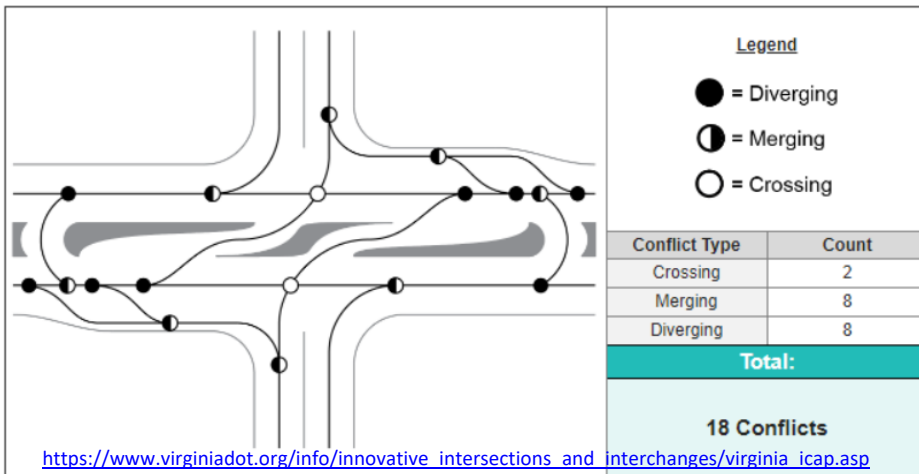 Legend
= Diverging
= Merging
= Crossing
Conflict Type Count
Crossing 2
Merging 8
Diverging 8
Total:
18 Conflicts
https://www.virginiadot.org/info/innovative_intersections_and_interchanges/virginia_icap.asp